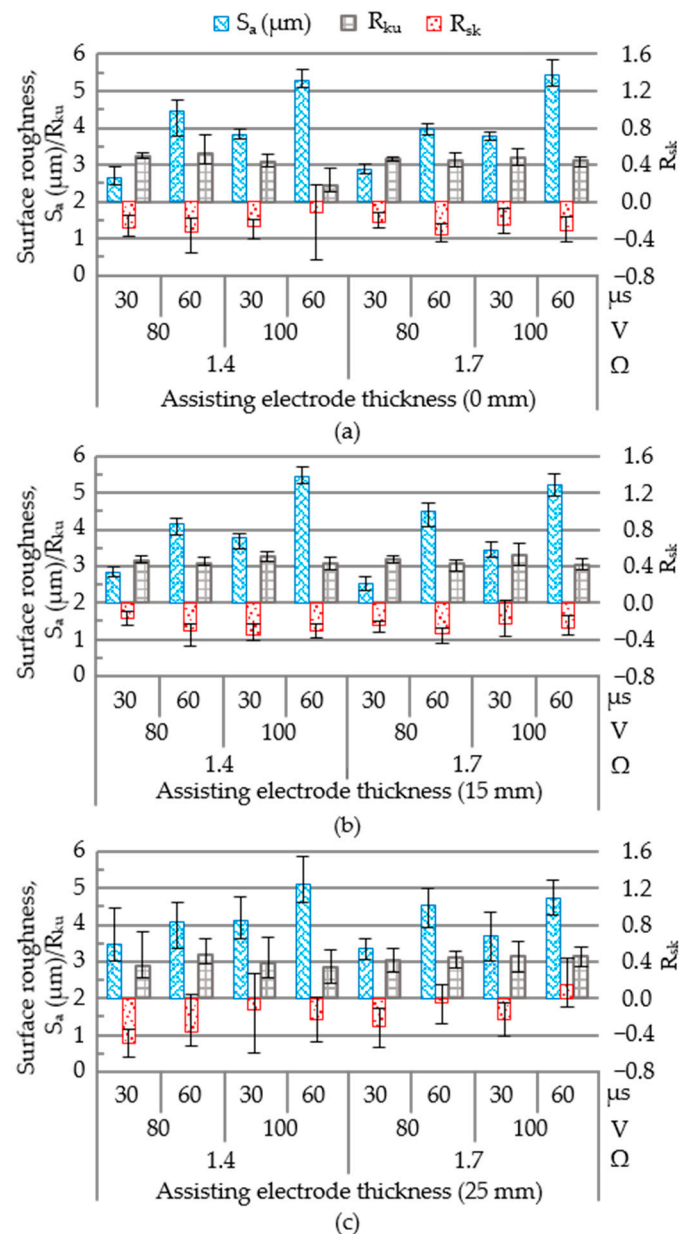 Sa (μm) Rku Rsk
Surface roughness,
Sa (μm)/Rku
6 5 4 3 2 1 0
1.6 1.2 0.8 0.4 0.0 −0.4 −0.8
Rsk
30 60 30 60 30 60 30 60 μs
80 100 80 100 V
1.4 1.7 Ω
Assisting electrode thickness (0 mm)
(a)
Surface roughness,
Sa (μm)/Rku
6 5 4 3 2 1 0
1.6 1.2 0.8 0.4 0.0 −0.4 −0.8
Rsk
30 60 30 60 30 60 30 60 μs
80 100 80 100 V
1.4 1.7 Ω
Assisting electrode thickness (15 mm)
(b)
Surface roughness,
Sa (μm)/Rku
6 5 4 3 2 1 0
1.6 1.2 0.8 0.4 0.0 −0.4 −0.8
Rsk
30 60 30 60 30 60 30 60 μs
80 100 80 100 V
1.4 1.7 Ω
Assisting electrode thickness (25 mm)
(c)